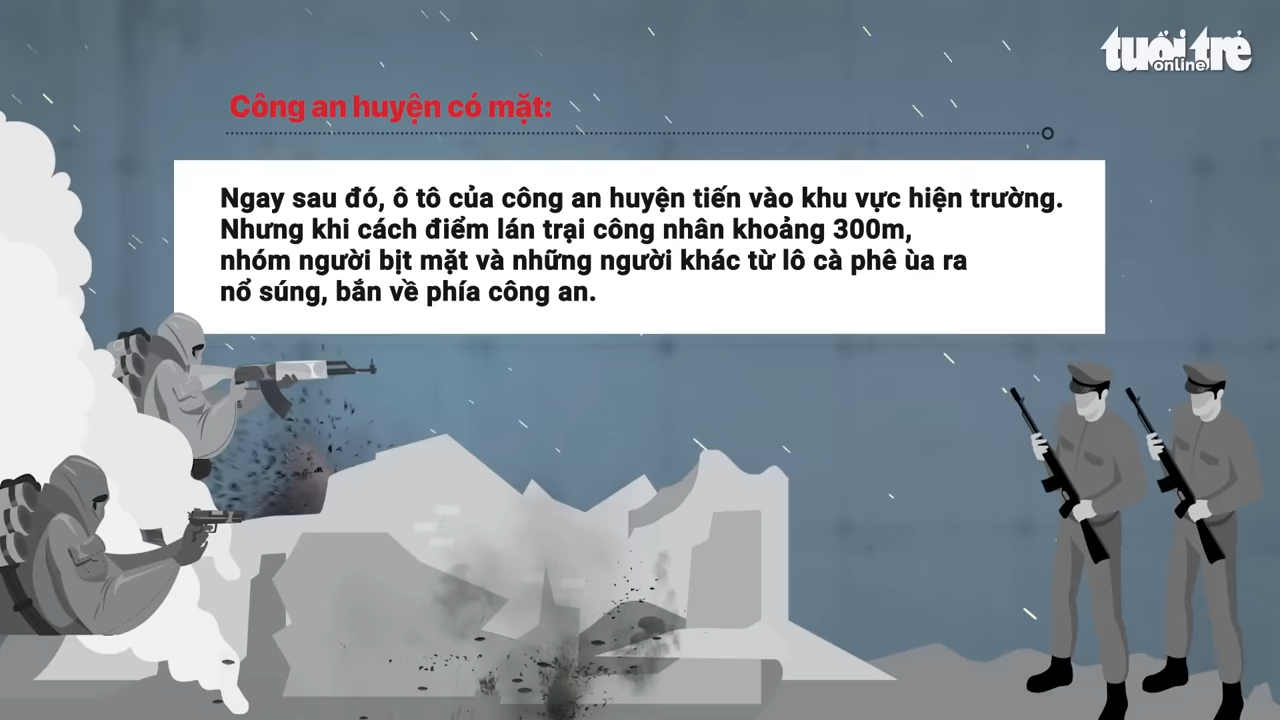 tuổi trẻ
online
Công an huyện có mặt:
Ngay sau đó, ô tô của công an huyện tiến vào khu vực hiện trường.
Nhưng khi cách điểm lán trại công nhân khoảng 300m,
nhóm người bịt mặt và những người khác từ lô cà phê ùa ra
nổ súng, bắn về phía công an.